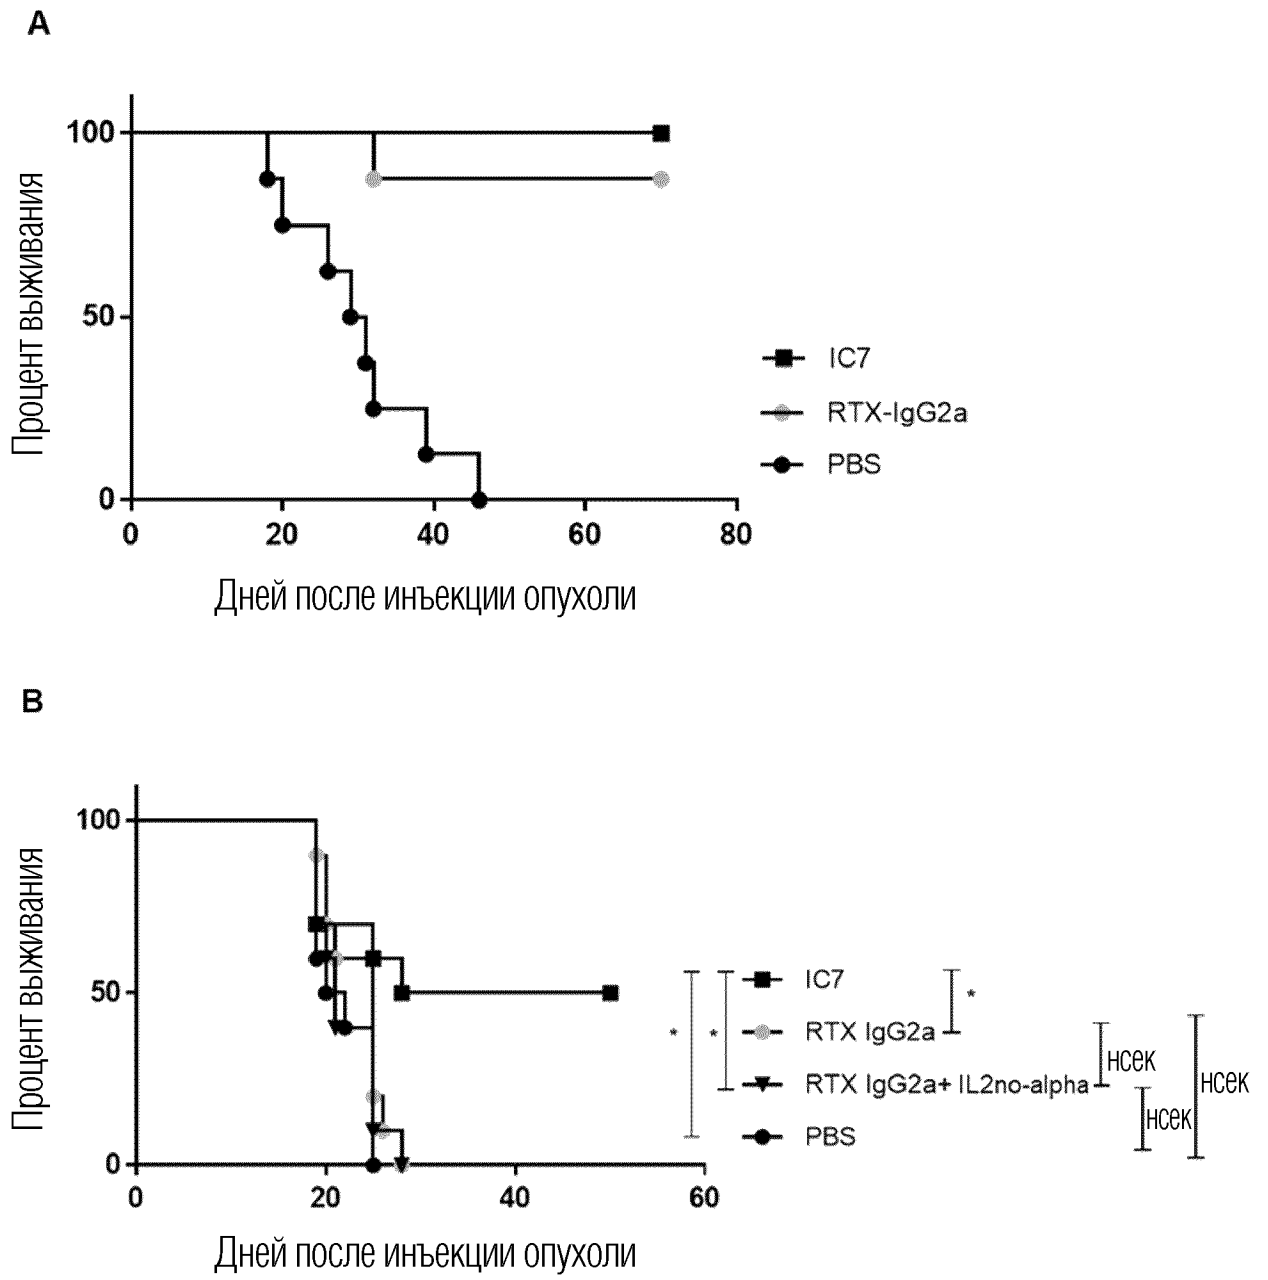 A
Процент выживания
100
50
0
0 20 40 60 80
Дней после инъекции опухоли
IC7
RTX-IgG2a
PBS
B
Процент выживания
100
50
0
0 20 40 60
Дней после инъекции опухоли
* *
IC7
*
RTX IgG2a
RTX IgG2a+ IL2no-alpha
PBS
нсек
нсек
нсек